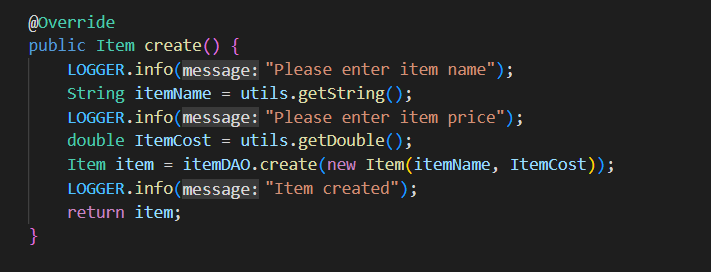 @Override
public Item create() {
    LOGGER.info(message:"Please enter item name");
    String itemName = utils.getString();
    LOGGER.info(message:"Please enter item price");
    double ItemCost = utils.getDouble();
    Item item = itemDAO.create(new Item(itemName, ItemCost));
    LOGGER.info(message:"Item created");
    return item;
}